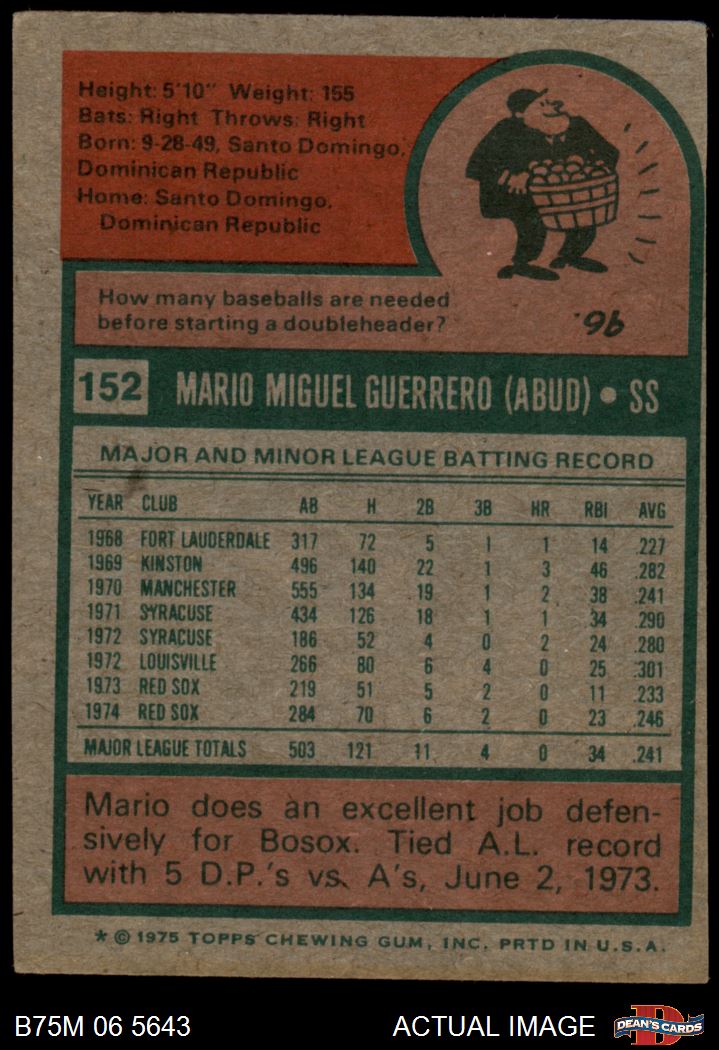 Height: 5'10" Weight: 155
Bats: Right Throws: Right
Born: 9-28-49, Santo Domingo,
Dominican Republic
Home: Santo Domingo,
Dominican Republic
How many baseballs are needed
before starting a doubleheader?
'96
152 MARIO MIGUEL GUERRERO (ABUD) • SS
MAJOR AND MINOR LEAGUE BATTING RECORD
YEAR CLUB AB H 2B 3B HR RBI AVG
1968 FORT LAUDERDALE 317 72 5 1 1 14 .227
1969 KINSTON 496 140 22 1 3 46 .282
1970 MANCHESTER 555 134 19 1 2 38 .241
1971 SYRACUSE 434 126 18 1 1 34 .290
1972 SYRACUSE 186 52 4 0 2 24 .280
1972 LOUISVILLE 266 80 6 4 0 25 .301
1973 RED SOX 219 51 5 2 0 11 .233
1974 RED SOX 284 70 6 2 0 23 .246
MAJOR LEAGUE TOTALS 503 121 11 4 0 34 .241
Mario does an excellent job defen-
sively for Bosox. Tied A.L. record
with 5 D.P.'s vs. A's, June 2, 1973.
* © 1975 TOPPS CHEWING GUM, INC. PRTD IN U.S.A.
B75M 06 5643 ACTUAL IMAGE D DEAN'S CARDS